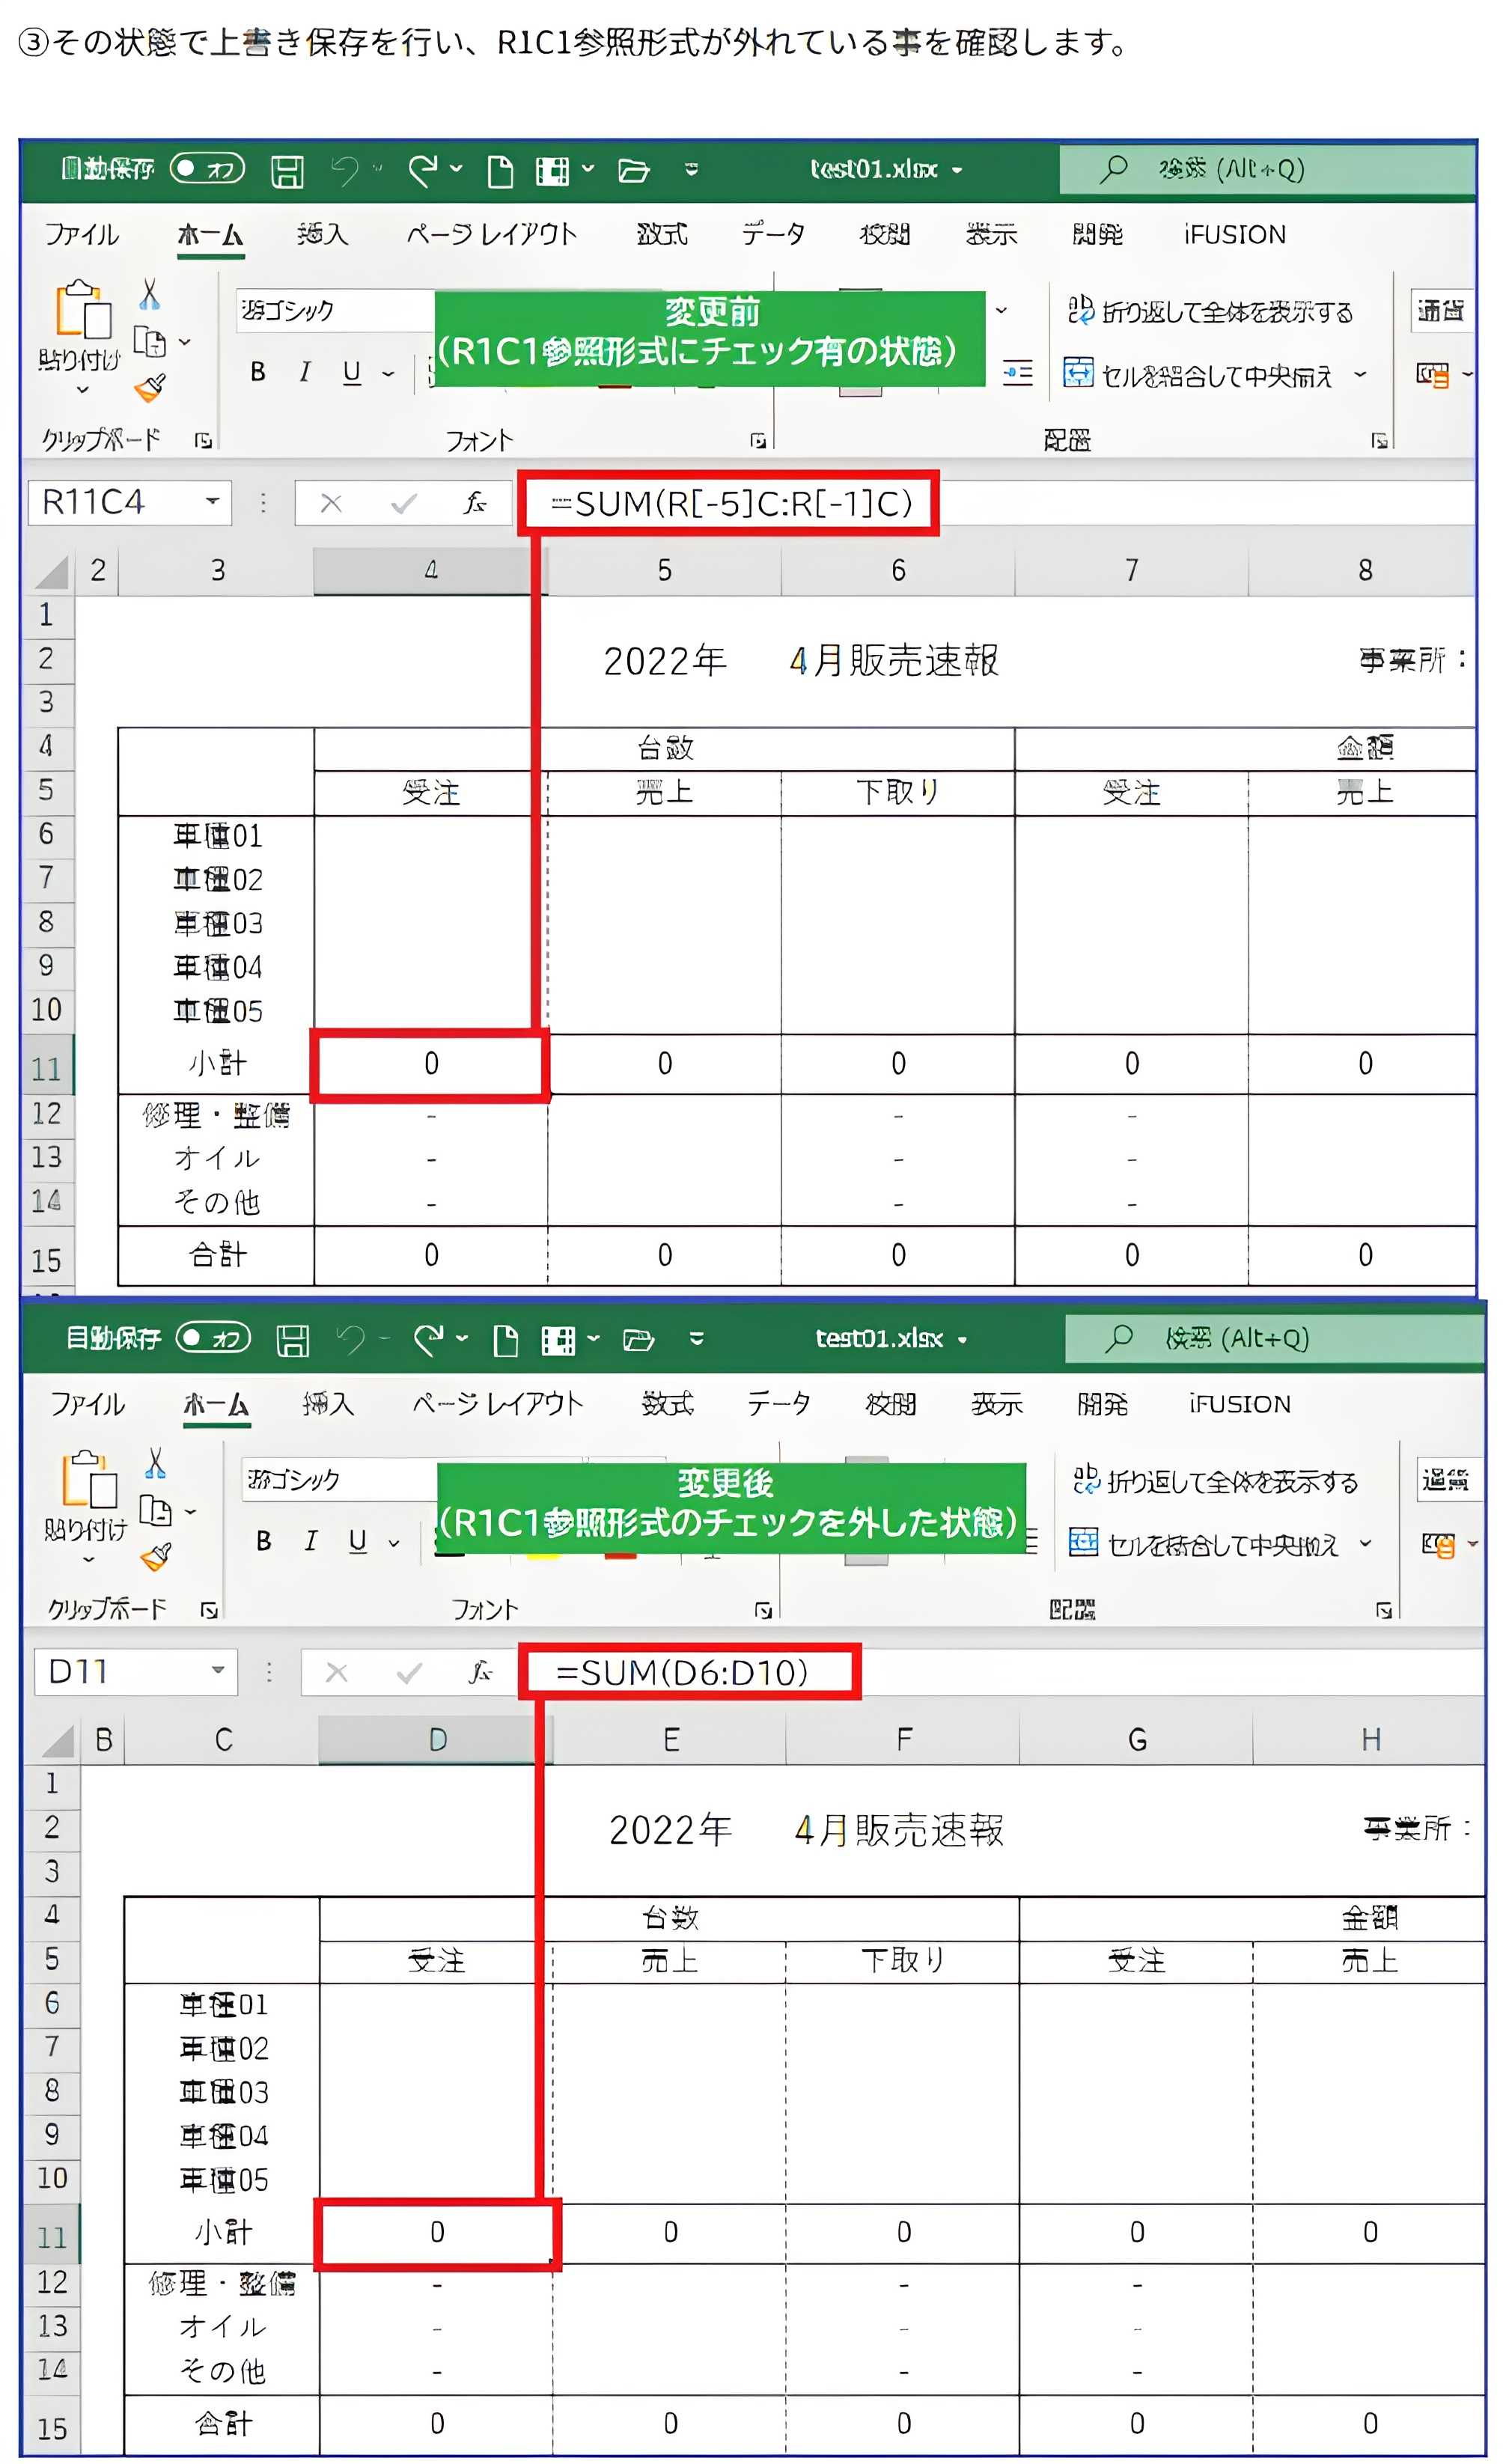 ③その状態で上書き保存を行い、R1C1参照形式が外れている事を確認します。
自動保存 オフ test01.xlsx 検索 (Alt+Q)
ファイル ホーム 挿入 ページ レイアウト 数式 データ 校閲 表示 開発 iFUSION
貼り付け 游ゴシック 変更前 折り返して全体を表示する 通貨
B I U (R1C1参照形式にチェック有の状態) セルを結合して中央揃え
クリップボード フォント 配置
R11C4 fx =SUM(R[-5]C:R[-1]C)
2 3 4 5 6 7 8
1
2 2022年 4月販売速報 事業所：
3
4 台数 金額
5 受注 売上 下取り 受注 売上
6 車種01
7 車種02
8 車種03
9 車種04
10 車種05
11 小計 0 0 0 0 0
12 修理・整備 - - -
13 オイル - - -
14 その他 - - -
15 合計 0 0 0 0 0
自動保存 オフ test01.xlsx 検索 (Alt+Q)
ファイル ホーム 挿入 ページ レイアウト 数式 データ 校閲 表示 開発 iFUSION
貼り付け 游ゴシック 変更後 折り返して全体を表示する 通貨
B I U (R1C1参照形式のチェックを外した状態) セルを結合して中央揃え
クリップボード フォント 配置
D11 fx =SUM(D6:D10)
B C D E F G H
1
2 2022年 4月販売速報 事業所：
3
4 台数 金額
5 受注 売上 下取り 受注 売上
6 車種01
7 車種02
8 車種03
9 車種04
10 車種05
11 小計 0 0 0 0 0
12 修理・整備 - - -
13 オイル - - -
14 その他 - - -
15 合計 0 0 0 0 0